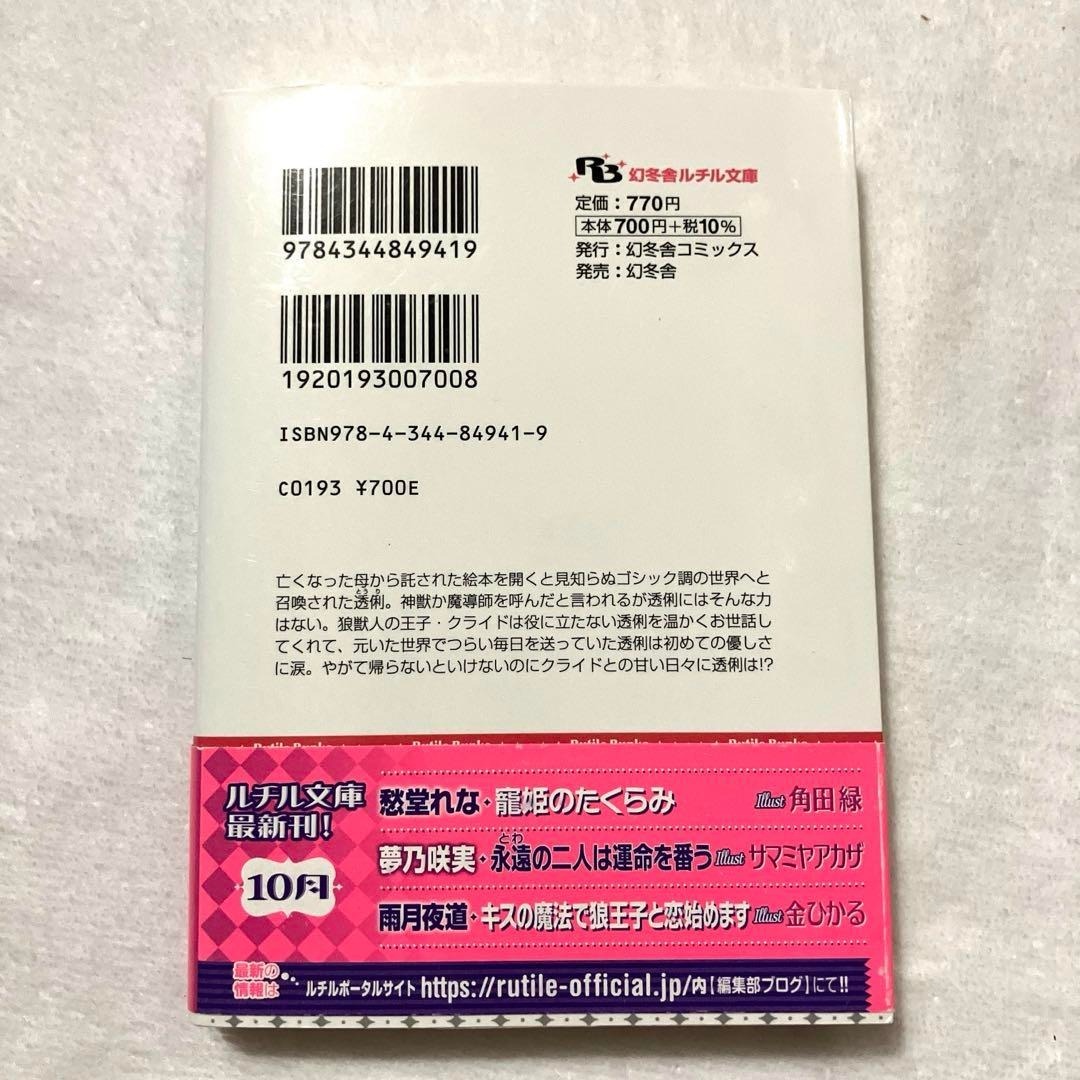 9784344849419
RB 幻冬舎ルチル文庫
定価：770円
本体700円＋税10%
発行：幻冬舎コミックス
発売：幻冬舎
1920193007008
ISBN978-4-344-84941-9
C0193 ¥700E
亡くなった母から託された絵本を開くと見知らぬゴシック調の世界へと
召喚された透俐。神獣か魔導師を呼んだと言われるが透俐にはそんな力
とうり
はない。狼獣人の王子・クライドは役に立たない透俐を温かくお世話し
てくれて、元いた世界でつらい毎日を送っていた透俐は初めての優しさ
に涙。やがて帰らないといけないのにクライドとの甘い日々に透俐は!?
Rutile Bunko Rutile Bunko Rutile Bunko Rutile Bunko
ルチル文庫
最新刊！
10月
愁堂れな・寵姫のたくらみ Illust 角田 緑
とわ
夢乃咲実・永遠の二人は運命を番う Illust サマミヤアカザ
雨月夜道・キスの魔法で狼王子と恋始めます Illust 金ひかる
最新の
情報は
ルチルポータルサイト https://rutile-official.jp/内【編集部ブログ】にて!!